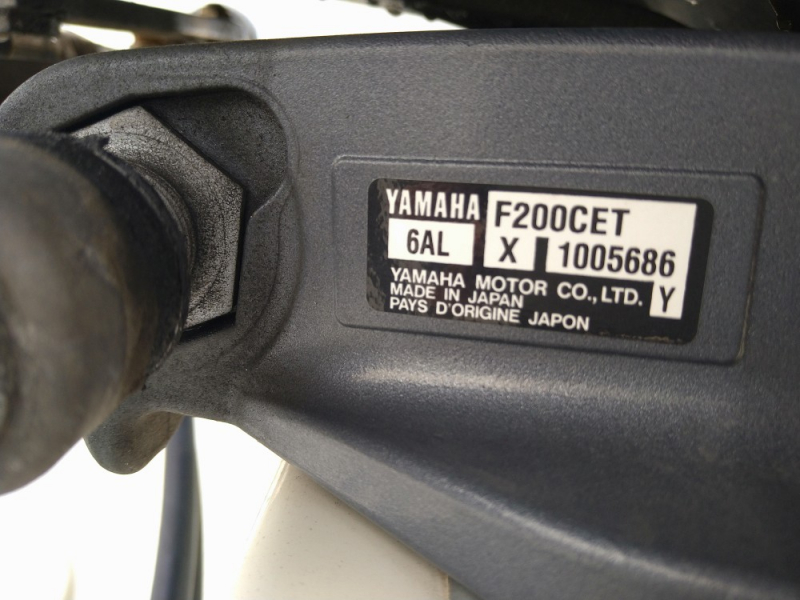 YAMAHA F200CET
6AL X 1005686
YAMAHA MOTOR CO., LTD. Y
MADE IN JAPAN
PAYS D'ORIGINE JAPON